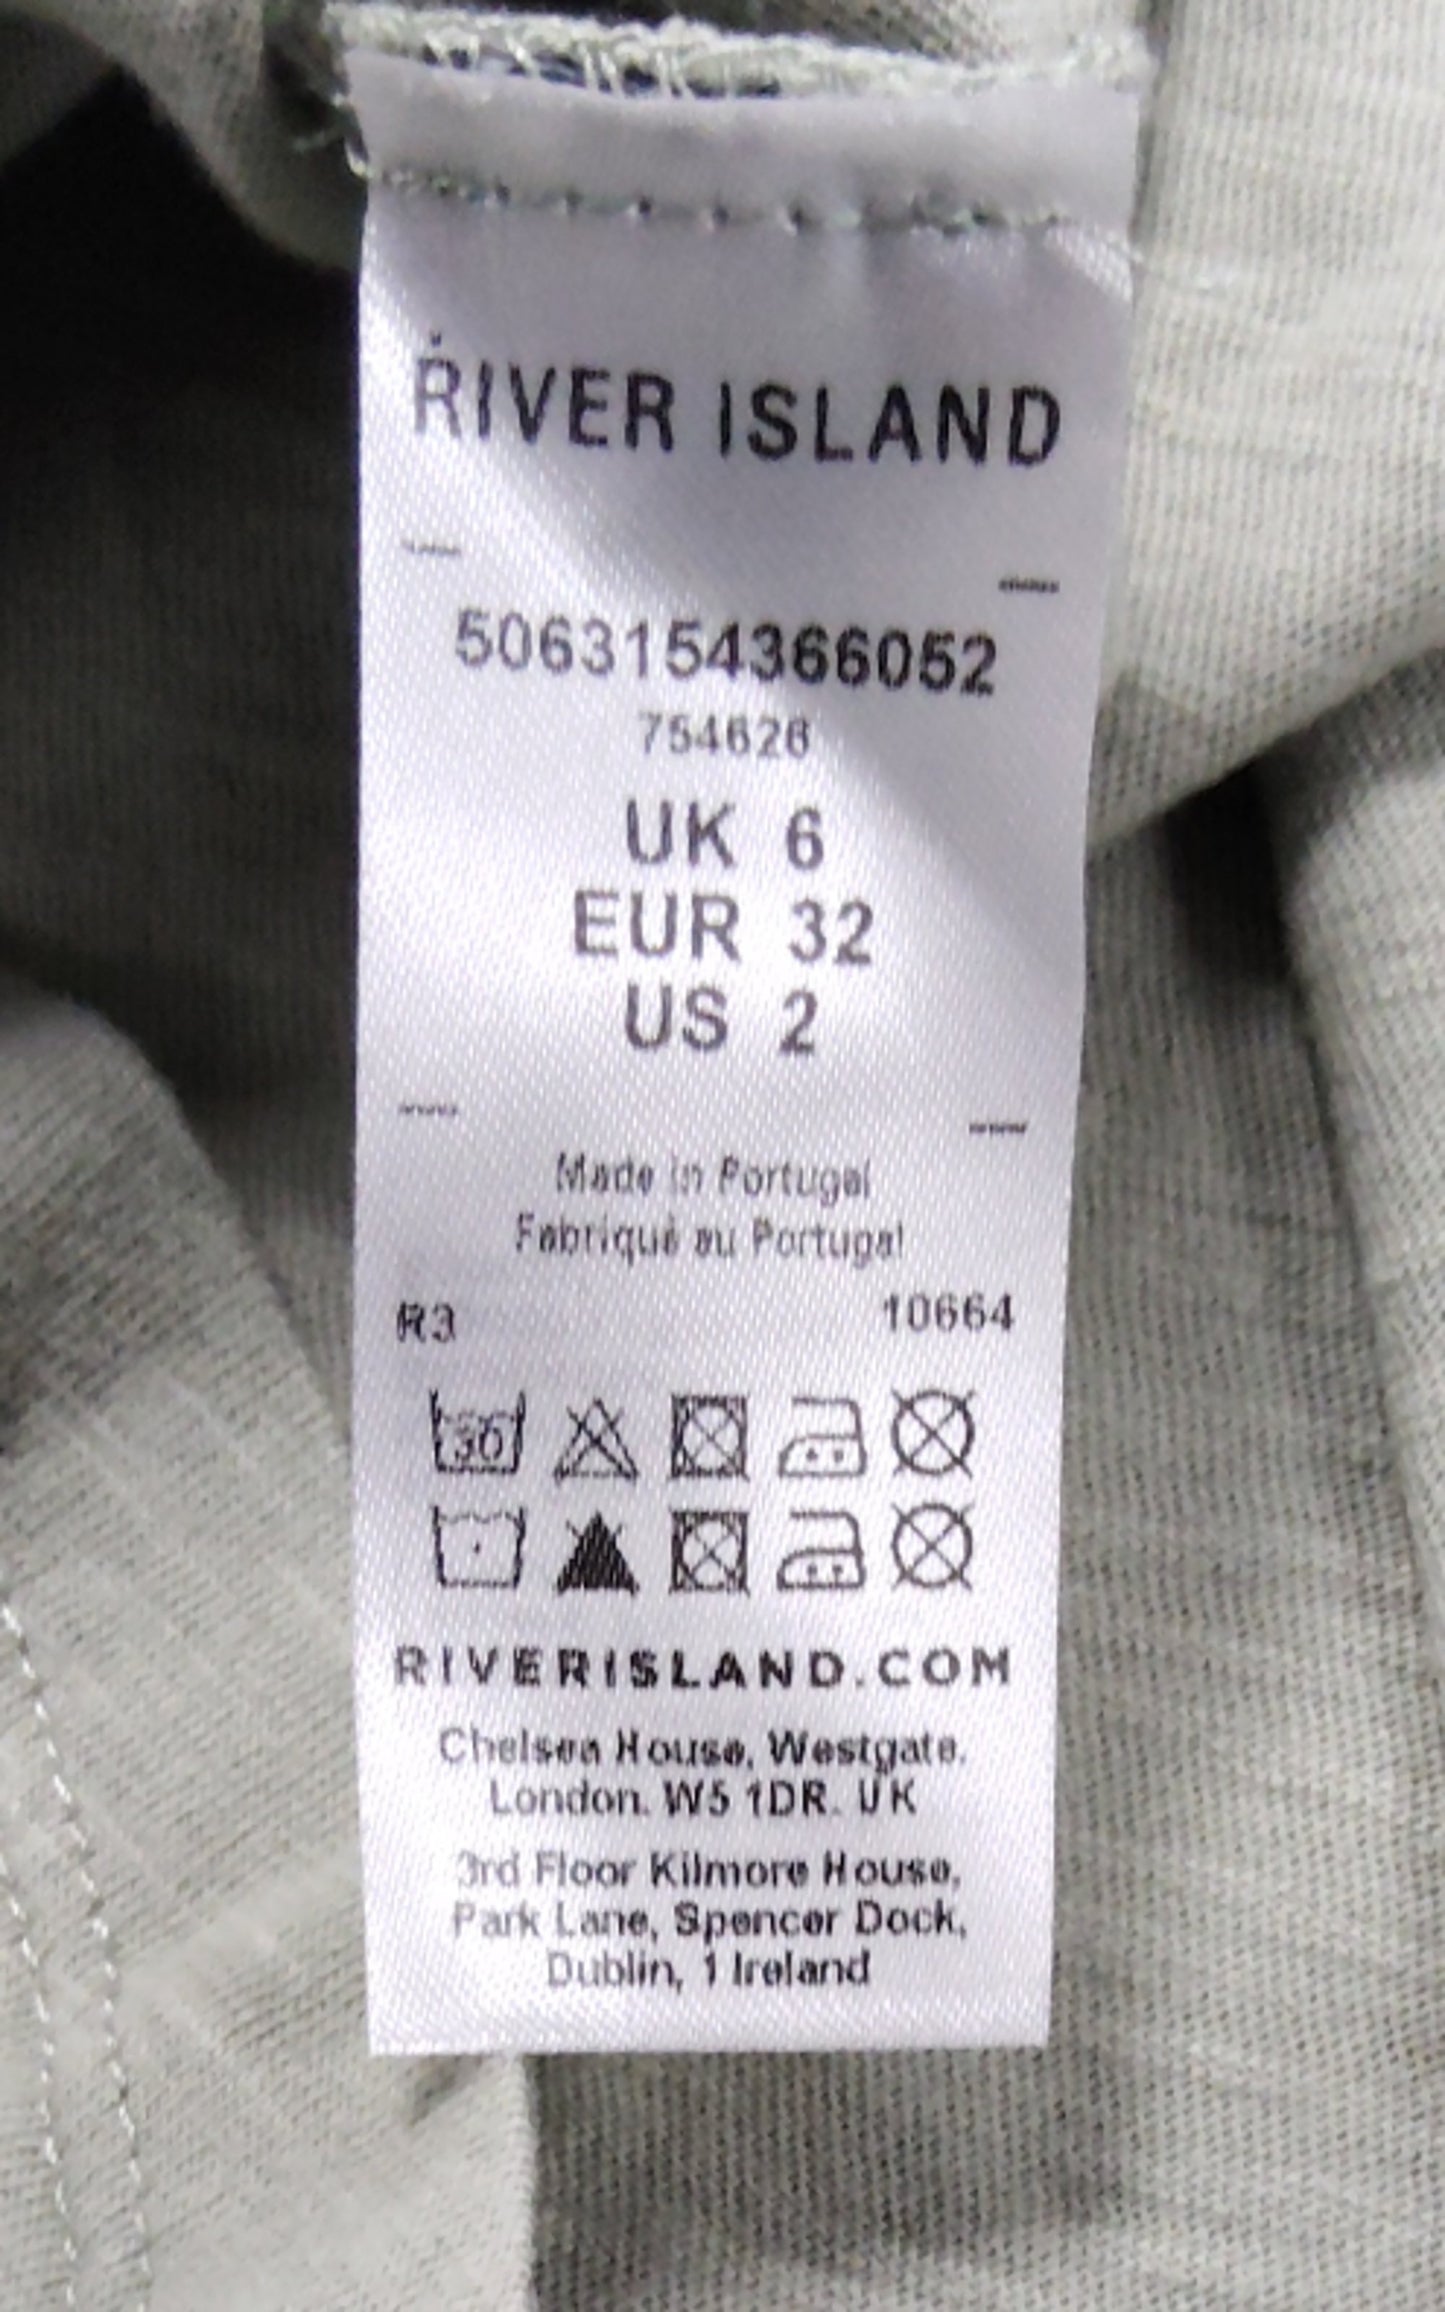 RIVER ISLAND
5063154366052
754626
UK 6
EUR 32
US 2
Made in Portugal
Fabriqué au Portugal
R3 10664
30
RIVERISLAND.COM
Chelsea House, Westgate,
London. W5 1DR. UK
3rd Floor Kilmore House,
Park Lane, Spencer Dock,
Dublin, 1 Ireland